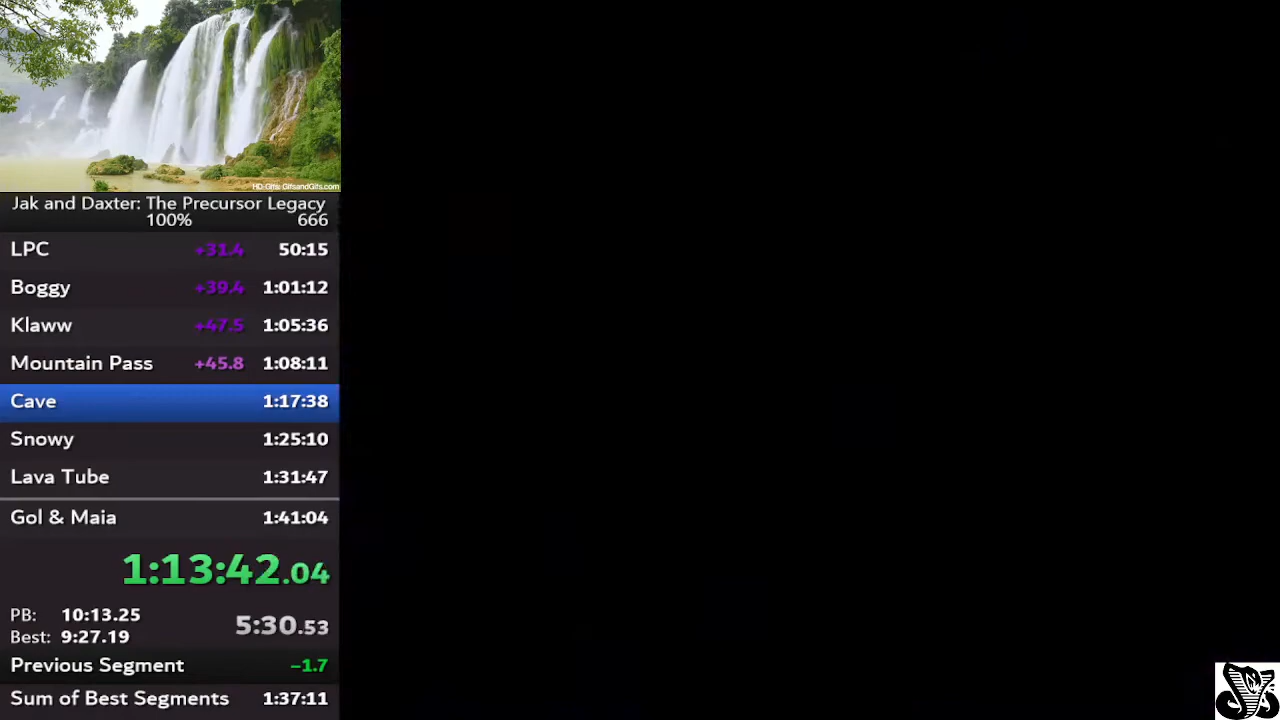 HD Gifs: GifsandGifs.com
Jak and Daxter: The Precursor Legacy
100% 666
LPC +31.4 50:15
Boggy +39.4 1:01:12
Klaww +47.5 1:05:36
Mountain Pass +45.8 1:08:11
Cave 1:17:38
Snowy 1:25:10
Lava Tube 1:31:47
Gol & Maia 1:41:04
1:13:42.04
PB: 10:13.25
5:30.53
Best: 9:27.19
Previous Segment −1.7
Sum of Best Segments 1:37:11